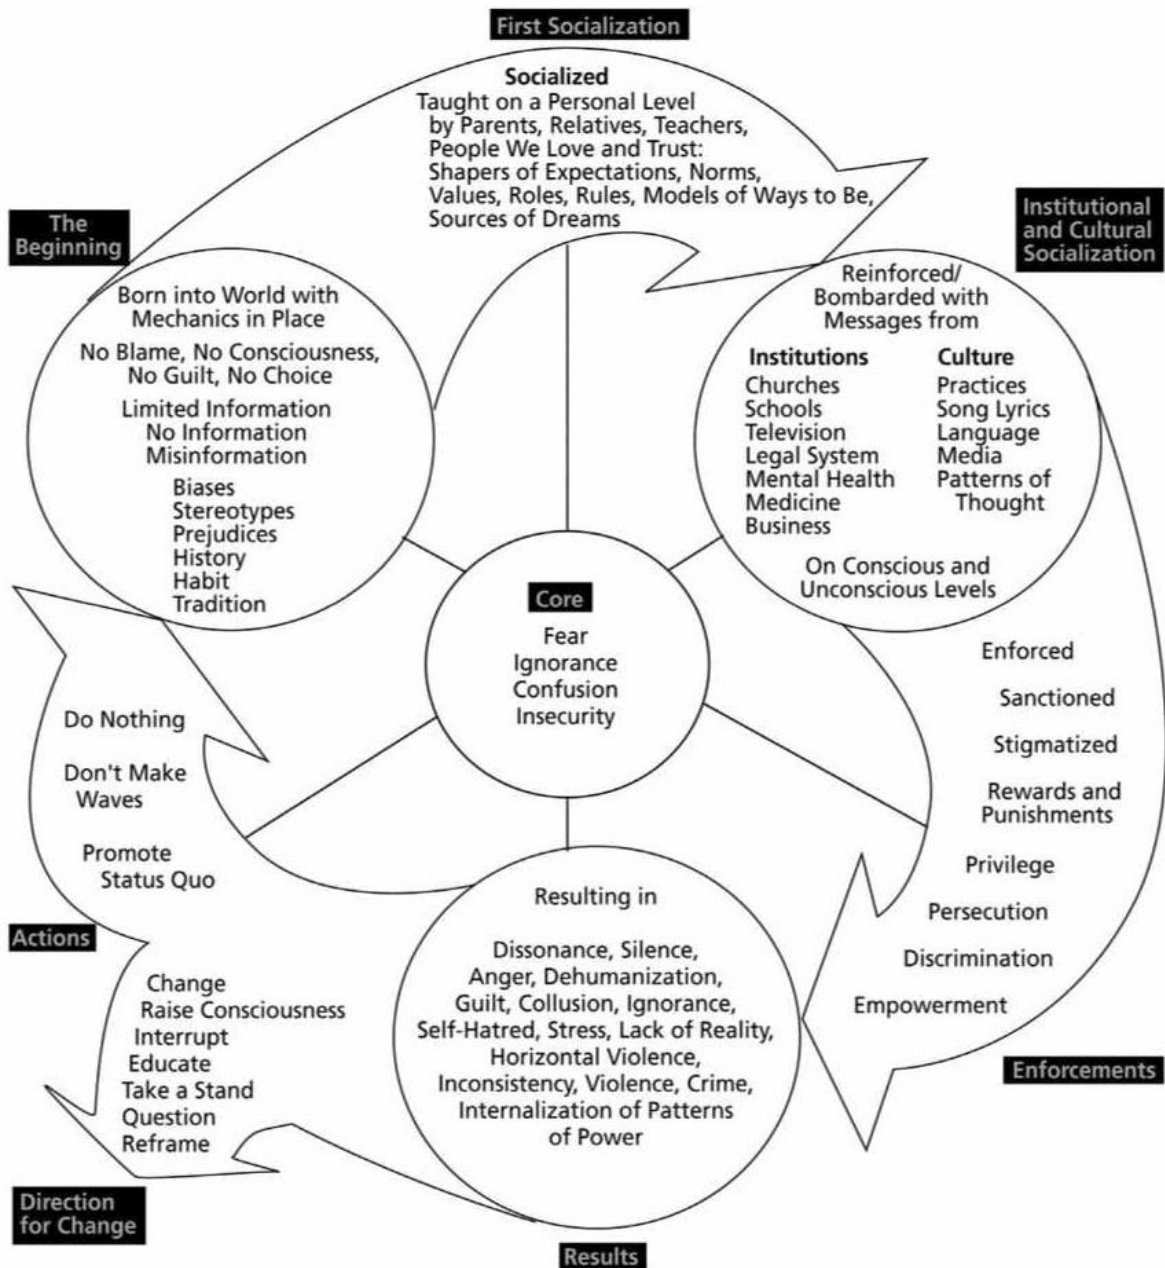 First Socialization
Socialized
Taught on a Personal Level
by Parents, Relatives, Teachers,
People We Love and Trust:
Shapers of Expectations, Norms,
Values, Roles, Rules, Models of Ways to Be,
Sources of Dreams
The
Beginning
Born into World with
Mechanics in Place
No Blame, No Consciousness,
No Guilt, No Choice
Limited Information
No Information
Misinformation
Biases
Stereotypes
Prejudices
History
Habit
Tradition
Institutional
and Cultural
Socialization
Reinforced/
Bombarded with
Messages from
Institutions
Churches
Schools
Television
Legal System
Mental Health
Medicine
Business
Culture
Practices
Song Lyrics
Language
Media
Patterns of
Thought
On Conscious and
Unconscious Levels
Core
Fear
Ignorance
Confusion
Insecurity
Enforced
Sanctioned
Stigmatized
Rewards and
Punishments
Privilege
Persecution
Discrimination
Empowerment
Enforcements
Resulting in
Dissonance, Silence,
Anger, Dehumanization,
Guilt, Collusion, Ignorance,
Self-Hatred, Stress, Lack of Reality,
Horizontal Violence,
Inconsistency, Violence, Crime,
Internalization of Patterns
of Power
Results
Do Nothing
Don't Make
Waves
Promote
Status Quo
Actions
Change
Raise Consciousness
Interrupt
Educate
Take a Stand
Question
Reframe
Direction
for Change